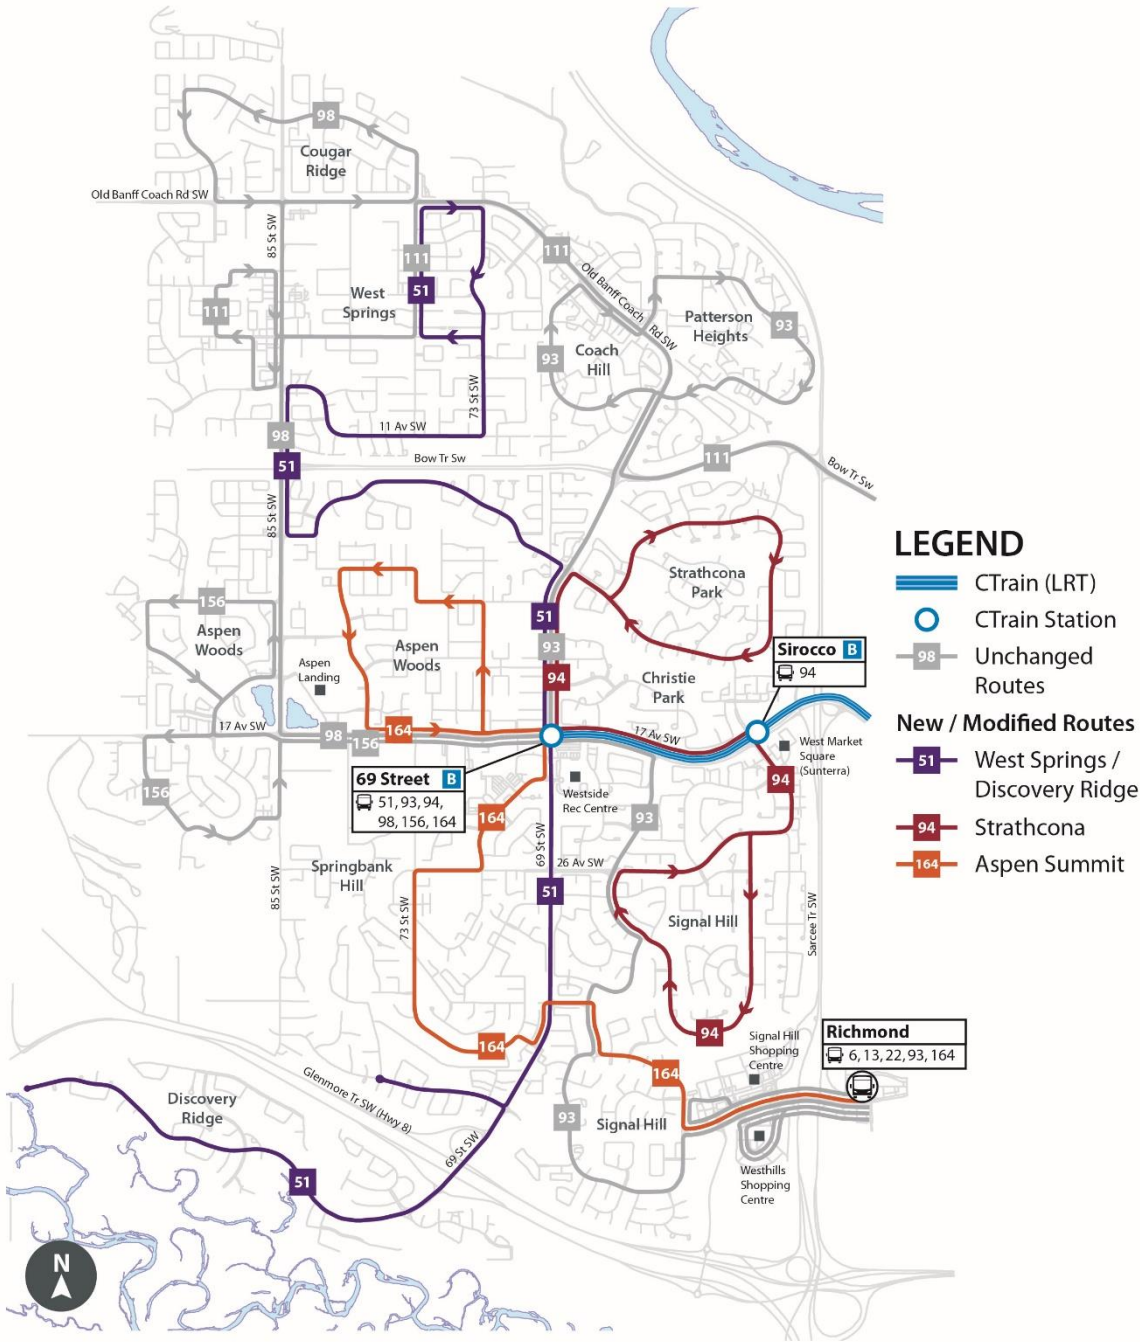 98
Cougar
Ridge
Old Banff Coach Rd SW
85 St SW
111
111
Old Banff Coach
Rd SW
111
51
West
Springs
Patterson
Heights
93
93
Coach
Hill
73 St SW
11 Av SW
98
Bow Tr Sw
111
Bow Tr Sw
51
85 St SW
Strathcona
Park
156
Aspen
Woods
51
93
94
Aspen
Woods
Aspen
Landing
Christie
Park
Sirocco B
94
17 Av SW
98
156
164
17 Av SW
West Market
Square
(Sunterra)
156
69 Street B
51, 93, 94,
98, 156, 164
Westside
Rec Centre
94
164
93
69 St SW
26 Av SW
Springbank
Hill
85 St SW
73 St SW
51
Signal Hill
Sarcee Tr SW
94
164
Signal Hill
Shopping
Centre
Richmond
6, 13, 22, 93, 164
164
Glenmore Tr SW (Hwy 8)
Discovery
Ridge
93
Signal Hill
69 St SW
51
Westhills
Shopping
Centre
N
LEGEND
CTrain (LRT)
CTrain Station
98
Unchanged
Routes
New / Modified Routes
51
West Springs /
Discovery Ridge
94
Strathcona
164
Aspen Summit